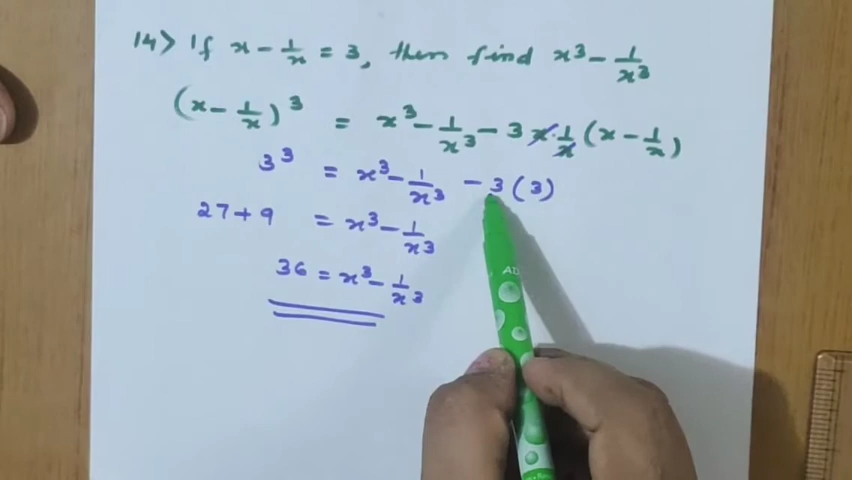 14> If x - 1/x = 3, then find x³ - 1/x³
(x - 1/x)³ = x³ - 1/x³ - 3 x · 1/x (x - 1/x)
3³ = x³ - 1/x³ - 3(3)
27 + 9 = x³ - 1/x³
36 = x³ - 1/x³